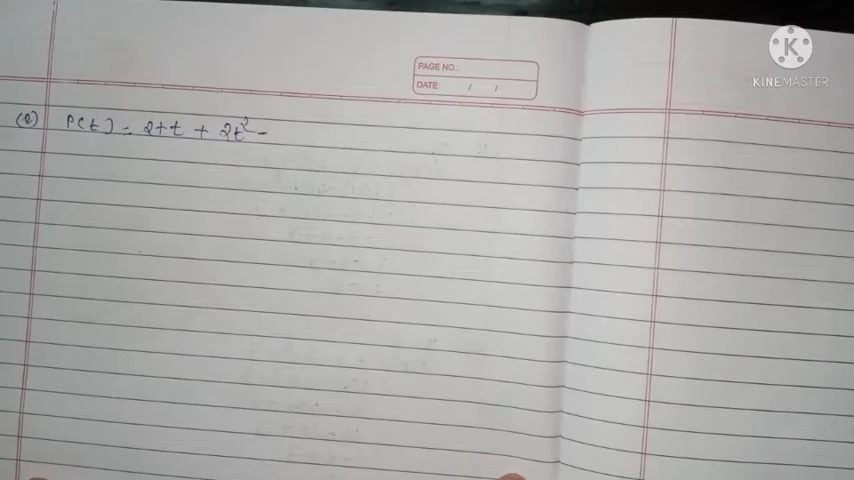 PAGE NO.:
DATE: / /
K
KINEMASTER
(2) P(t) = 2+t + 2t² -